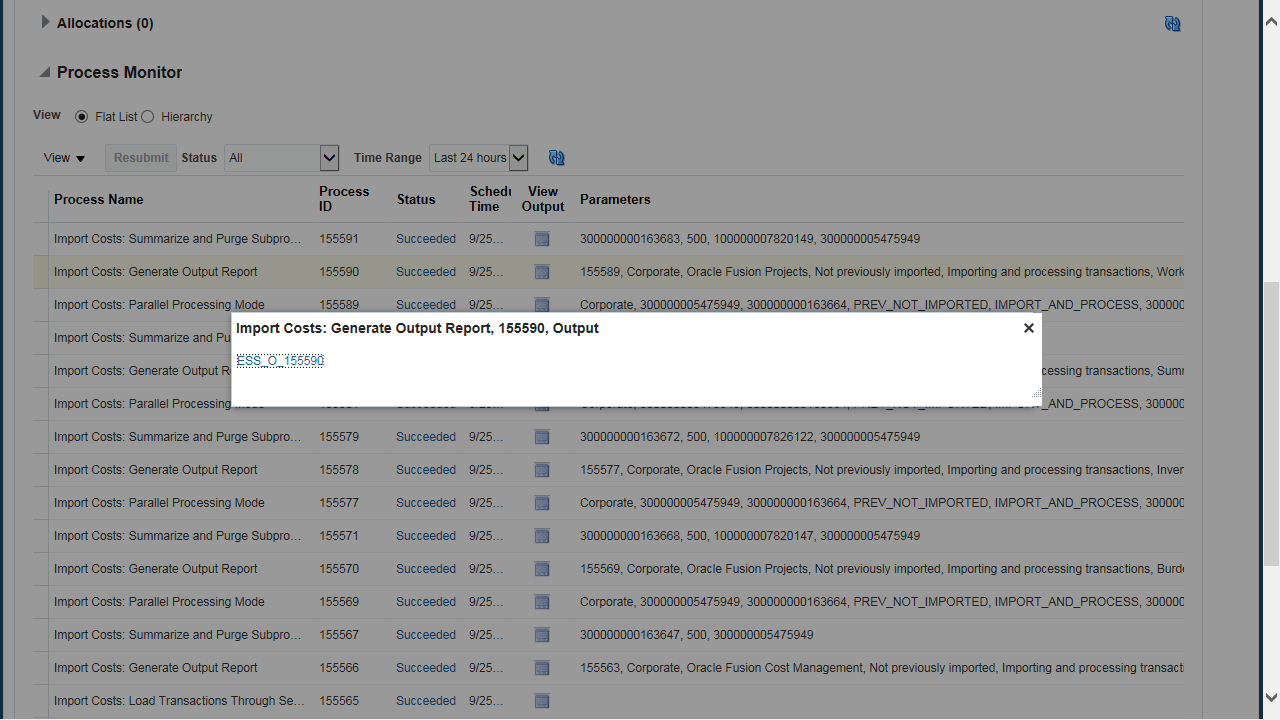 Allocations (0)
Process Monitor
View Flat List Hierarchy
View Resubmit Status All Time Range Last 24 hours
Process Name Process ID Status Schedu Time View Output Parameters
Import Costs: Summarize and Purge Subpro... 155591 Succeeded 9/25... 300000000163683, 500, 100000007820149, 300000005475949
Import Costs: Generate Output Report 155590 Succeeded 9/25... 155589, Corporate, Oracle Fusion Projects, Not previously imported, Importing and processing transactions, Work
Import Costs: Parallel Processing Mode 155589 Succeeded 9/25... Corporate, 300000005475949, 300000000163664, PREV_NOT_IMPORTED, IMPORT_AND_PROCESS, 300000
Import Costs: Generate Output Report, 155590, Output
ESS_O_155590
Import Costs: Summarize and Pu
Import Costs: Generate Output R essing transactions, Summ
Import Costs: Parallel Processing Mode
Import Costs: Summarize and Purge Subpro... 155579 Succeeded 9/25... 300000000163672, 500, 100000007826122, 300000005475949
Import Costs: Generate Output Report 155578 Succeeded 9/25... 155577, Corporate, Oracle Fusion Projects, Not previously imported, Importing and processing transactions, Inven
Import Costs: Parallel Processing Mode 155577 Succeeded 9/25... Corporate, 300000005475949, 300000000163664, PREV_NOT_IMPORTED, IMPORT_AND_PROCESS, 300000
Import Costs: Summarize and Purge Subpro... 155571 Succeeded 9/25... 300000000163668, 500, 100000007820147, 300000005475949
Import Costs: Generate Output Report 155570 Succeeded 9/25... 155569, Corporate, Oracle Fusion Projects, Not previously imported, Importing and processing transactions, Burde
Import Costs: Parallel Processing Mode 155569 Succeeded 9/25... Corporate, 300000005475949, 300000000163664, PREV_NOT_IMPORTED, IMPORT_AND_PROCESS, 300000
Import Costs: Summarize and Purge Subpro... 155567 Succeeded 9/25... 300000000163647, 500, 300000005475949
Import Costs: Generate Output Report 155566 Succeeded 9/25... 155563, Corporate, Oracle Fusion Cost Management, Not previously imported, Importing and processing transacti
Import Costs: Load Transactions Through Se... 155565 Succeeded 9/25...